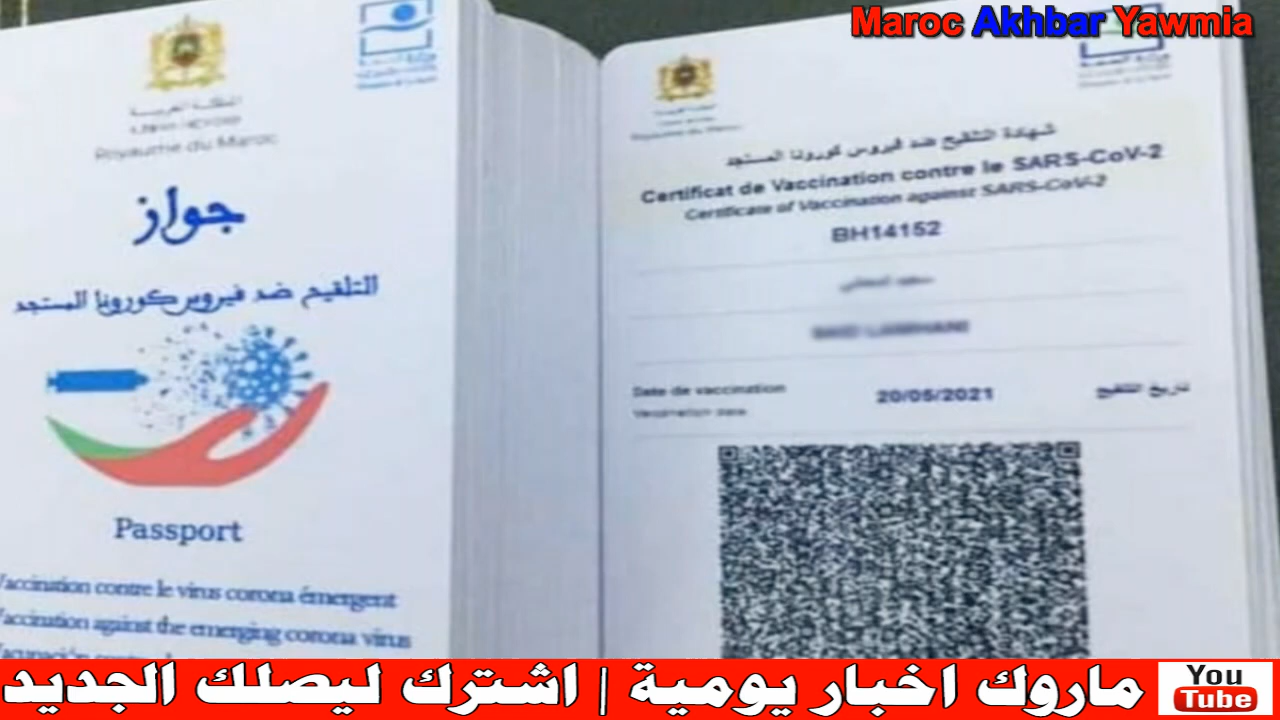 Maroc Akhbar Yawmia
المملكة المغربية
Royaume du Maroc
جواز
التلقيح ضد فيروس كورونا المستجد
Passport
Vaccination contre le virus corona émergent
Vaccination against the emerging corona virus
شهادة التلقيح ضد فيروس كورونا المستجد
Certificat de Vaccination contre le SARS-CoV-2
Certificate of Vaccination against SARS-CoV-2
BH14152
Date de vaccination 20/05/2021 تاريخ التلقيح
Vaccination date
ماروك اخبار يومية | اشترك ليصلك الجديد
You
Tube